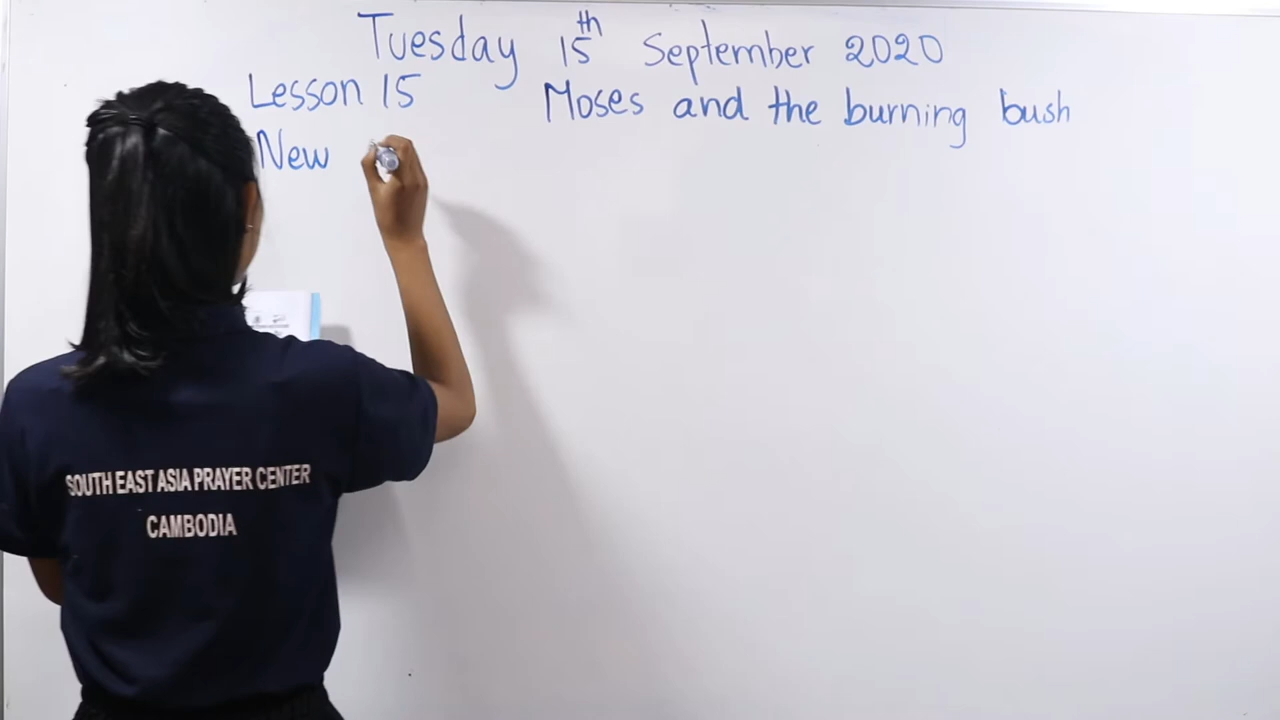 Tuesday 15th September 2020
Lesson 15 Moses and the burning bush
New
SOUTH EAST ASIA PRAYER CENTER
CAMBODIA